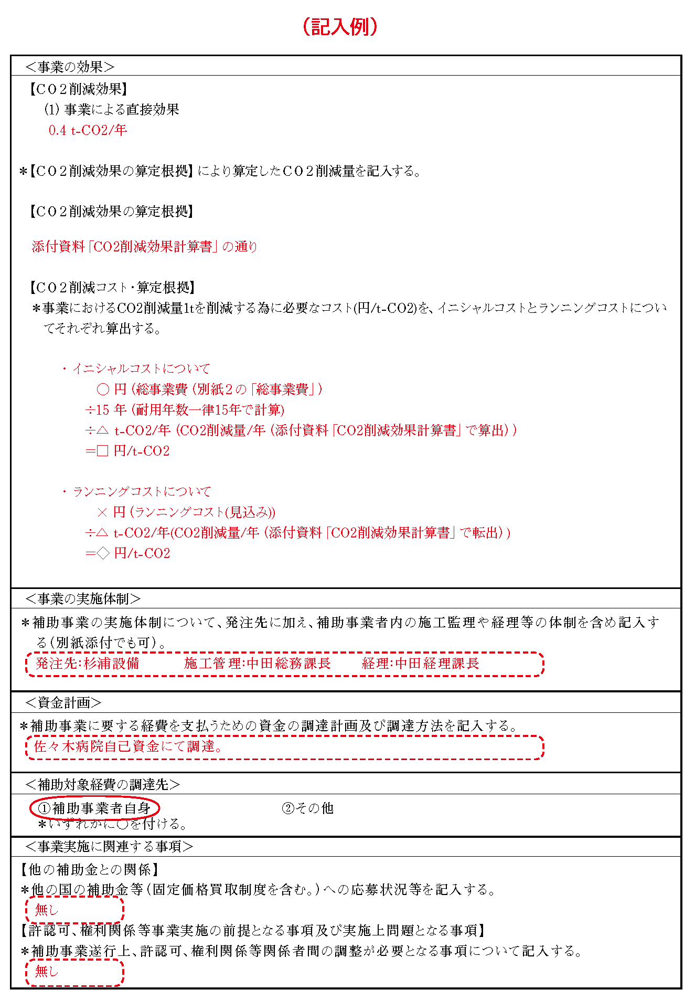 （記入例）
＜事業の効果＞
【ＣＯ２削減効果】
(1) 事業による直接効果
0.4 t-CO2/年
＊【ＣＯ２削減効果の算定根拠】により算定したＣＯ２削減量を記入する。
【ＣＯ２削減効果の算定根拠】
添付資料「CO2削減効果計算書」の通り
【ＣＯ２削減コスト・算定根拠】
＊事業におけるCO2削減量1tを削減する為に必要なコスト(円/t-CO2)を、イニシャルコストとランニングコストについ
てそれぞれ算出する。
・イニシャルコストについて
○ 円（総事業費（別紙２の「総事業費」）
÷15 年（耐用年数一律15年で計算)
÷△ t-CO2/年（CO2削減量/年（添付資料「CO2削減効果計算書」で算出））
＝□ 円/t-CO2
・ランニングコストについて
× 円（ランニングコスト(見込み))
÷△ t-CO2/年(CO2削減量/年（添付資料「CO2削減効果計算書」で転出）)
＝◇ 円/t-CO2
＜事業の実施体制＞
＊補助事業の実施体制について、発注先に加え、補助事業者内の施工監理や経理等の体制を含め記入す
る（別紙添付でも可）。
発注先：杉浦設備　施工管理：中田総務課長　経理：中田経理課長
＜資金計画＞
＊補助事業に要する経費を支払うための資金の調達計画及び調達方法を記入する。
佐々木病院自己資金にて調達。
＜補助対象経費の調達先＞
①補助事業者自身　②その他
＊いずれかに○を付ける。
＜事業実施に関連する事項＞
【他の補助金との関係】
＊他の国の補助金等（固定価格買取制度を含む。）への応募状況等を記入する。
無し
【許認可、権利関係等事業実施の前提となる事項及び実施上問題となる事項】
＊補助事業遂行上、許認可、権利関係等関係者間の調整が必要となる事項について記入する。
無し